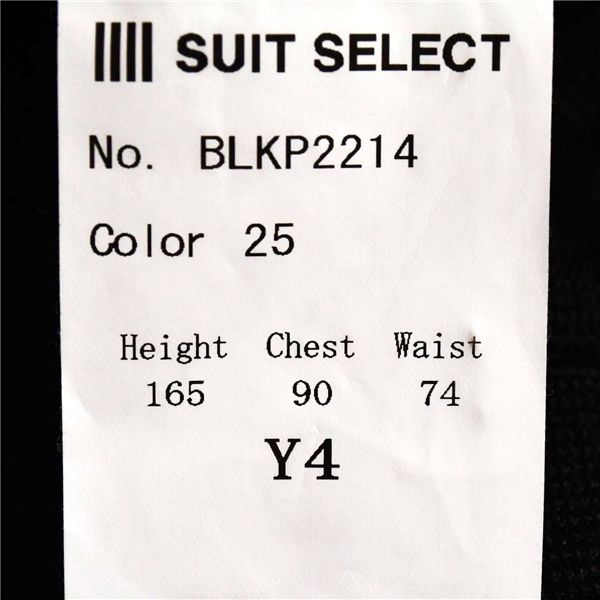 SUIT SELECT
No. BLKP2214
Color 25
Height Chest Waist
165 90 74
Y4